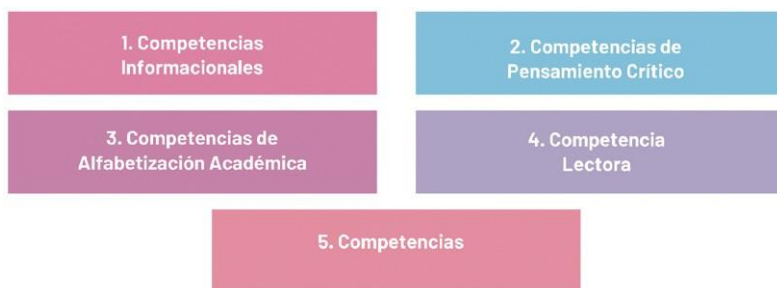 1. Competencias
Informacionales
2. Competencias de
Pensamiento Crítico
3. Competencias de
Alfabetización Académica
4. Competencia
Lectora
5. Competencias